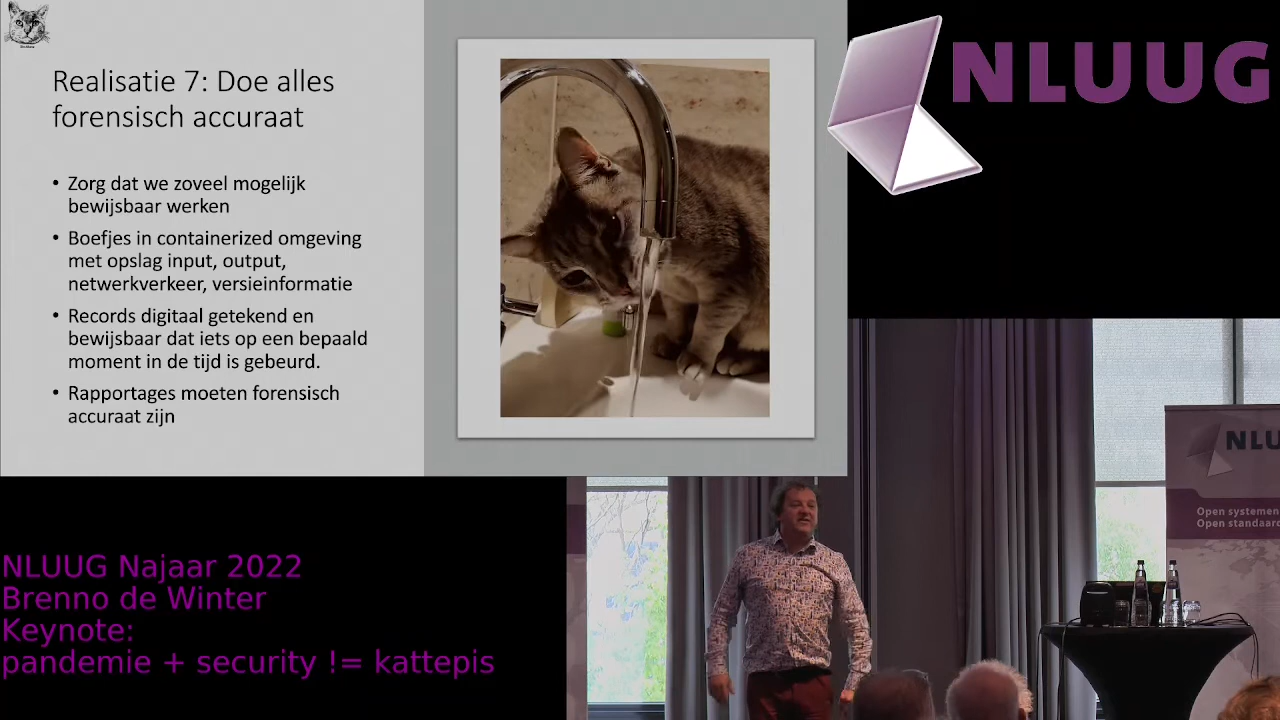 Realisatie 7: Doe alles
forensisch accuraat
• Zorg dat we zoveel mogelijk
bewijsbaar werken
• Boefjes in containerized omgeving
met opslag input, output,
netwerkverkeer, versieinformatie
• Records digitaal getekend en
bewijsbaar dat iets op een bepaald
moment in de tijd is gebeurd.
• Rapportages moeten forensisch
accuraat zijn
NLUUG
NLU
Open systemen
Open standaard
NLUUG Najaar 2022
Brenno de Winter
Keynote:
pandemie + security != kattepis